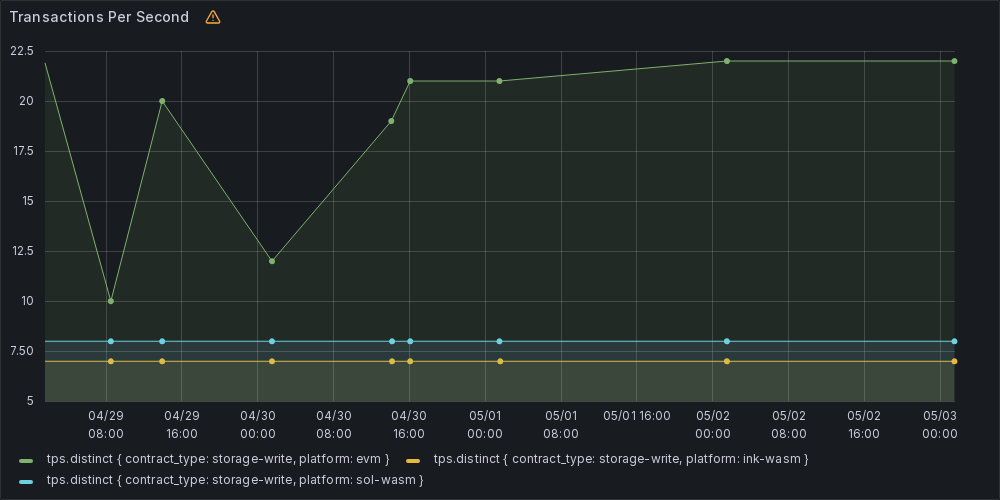 Transactions Per Second
22.5
20
17.5
15
12.5
10
7.50
5
04/29 04/29 04/30 04/30 04/30 05/01 05/01 05/01 16:00 05/02 05/02 05/02 05/03
08:00 16:00 00:00 08:00 16:00 00:00 08:00 00:00 08:00 16:00 00:00
tps.distinct { contract_type: storage-write, platform: evm } tps.distinct { contract_type: storage-write, platform: ink-wasm }
tps.distinct { contract_type: storage-write, platform: sol-wasm }